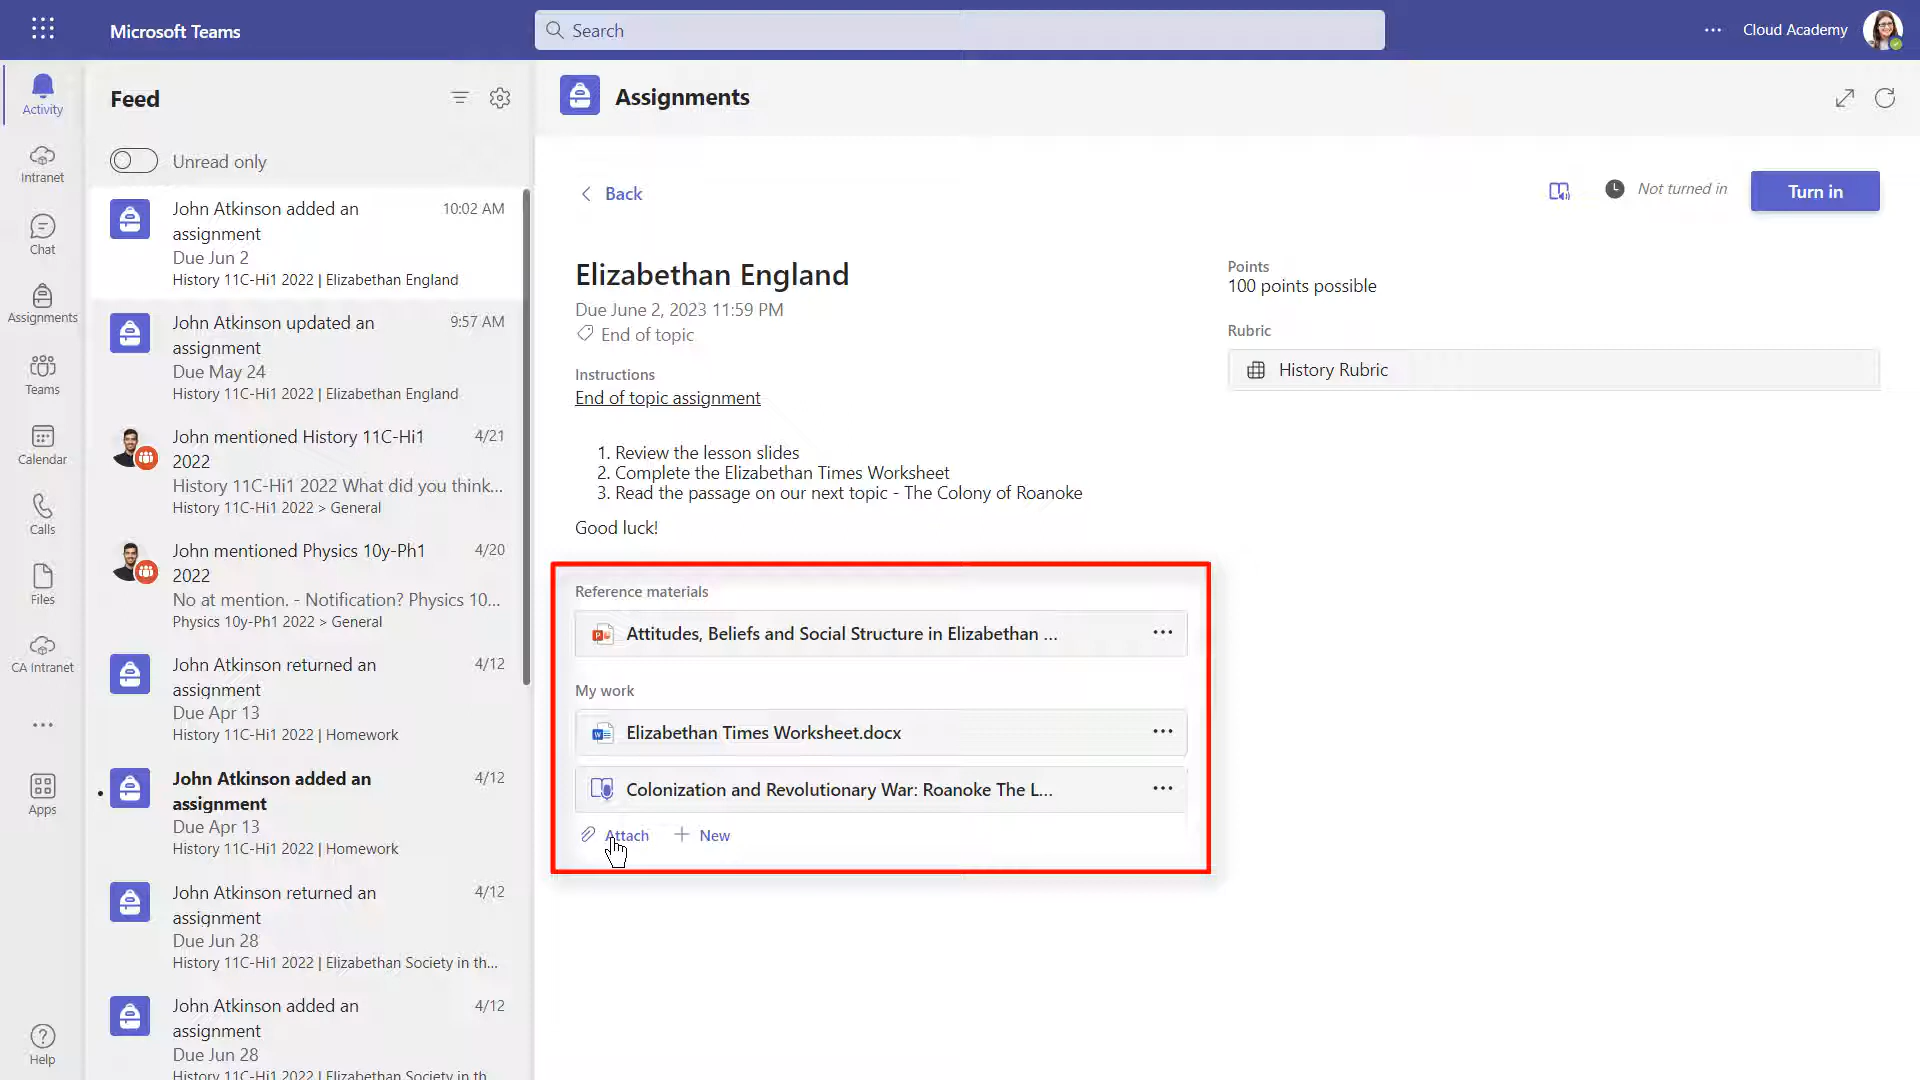 Microsoft Teams
Search
Cloud Academy
Activity
Intranet
Chat
Assignments
Teams
Calendar
Calls
Files
CA Intranet
Apps
Help
Feed
Unread only
John Atkinson added an 10:02 AM
assignment
Due Jun 2
History 11C-Hi1 2022 | Elizabethan England
John Atkinson updated an 9:57 AM
assignment
Due May 24
History 11C-Hi1 2022 | Elizabethan England
John mentioned History 11C-Hi1 4/21
2022
History 11C-Hi1 2022 What did you think...
History 11C-Hi1 2022 > General
John mentioned Physics 10y-Ph1 4/20
2022
No at mention. - Notification? Physics 10...
Physics 10y-Ph1 2022 > General
John Atkinson returned an 4/12
assignment
Due Apr 13
History 11C-Hi1 2022 | Homework
John Atkinson added an 4/12
assignment
Due Apr 13
History 11C-Hi1 2022 | Homework
John Atkinson returned an 4/12
assignment
Due Jun 28
History 11C-Hi1 2022 | Elizabethan Society in th...
John Atkinson added an 4/12
assignment
Due Jun 28
History 11C-Hi1 2022 | Elizabethan Society in th
Assignments
Back
Not turned in
Turn in
Elizabethan England
Due June 2, 2023 11:59 PM
End of topic
Instructions
End of topic assignment
1. Review the lesson slides
2. Complete the Elizabethan Times Worksheet
3. Read the passage on our next topic - The Colony of Roanoke
Good luck!
Reference materials
Attitudes, Beliefs and Social Structure in Elizabethan ...
My work
Elizabethan Times Worksheet.docx
Colonization and Revolutionary War: Roanoke The L...
Attach
New
Points
100 points possible
Rubric
History Rubric